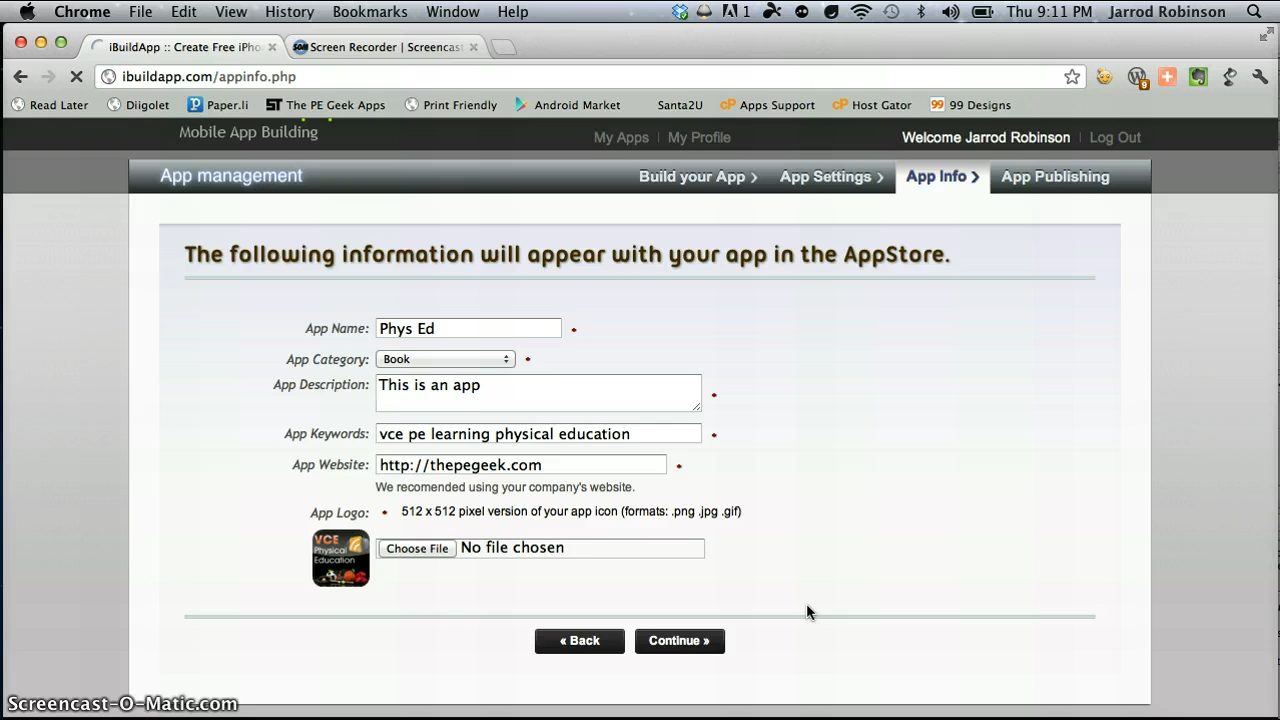 Chrome File Edit View History Bookmarks Window Help 1 Thu 9:11 PM Jarrod Robinson
iBuildApp :: Create Free iPho Screen Recorder | Screencast
ibuildapp.com/appinfo.php 9
Read Later Diigolet Paper.li The PE Geek Apps Print Friendly Android Market Santa2U cP Apps Support cP Host Gator 99 99 Designs
Mobile App Building My Apps | My Profile Welcome Jarrod Robinson | Log Out
App management Build your App › App Settings › App Info › App Publishing
The following information will appear with your app in the AppStore.
App Name: Phys Ed
App Category: Book
App Description: This is an app
App Keywords: vce pe learning physical education
App Website: http://thepegeek.com
We recomended using your company's website.
App Logo: 512 x 512 pixel version of your app icon (formats: .png .jpg .gif)
VCE
Physical
Education
Choose File No file chosen
« Back Continue »
Screencast-O-Matic.com